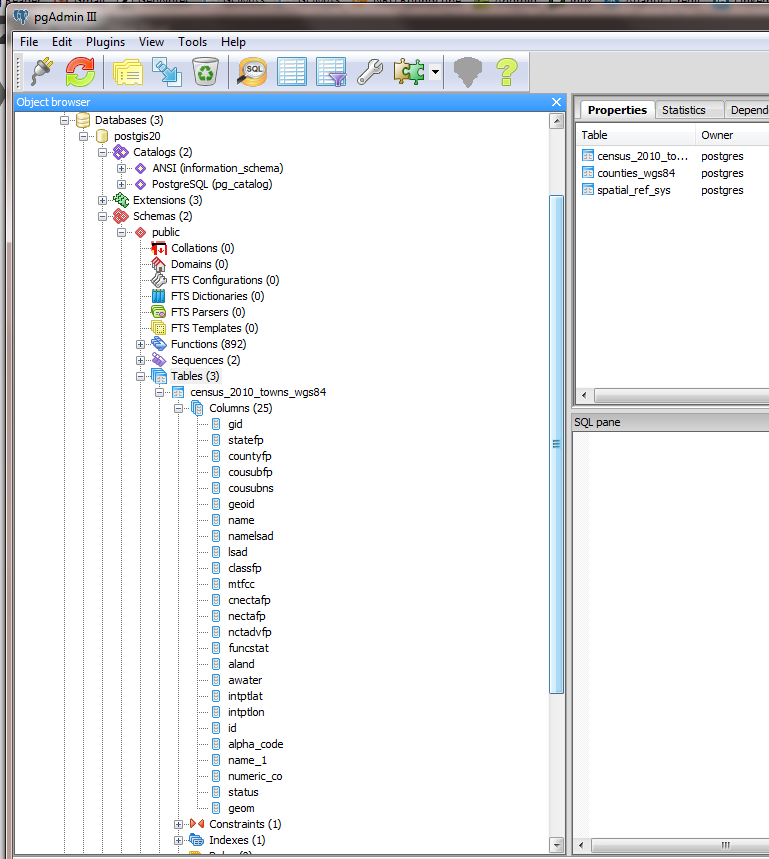 pgAdmin III
File Edit Plugins View Tools Help
SQL
Object browser
Databases (3)
postgis20
Catalogs (2)
ANSI (information_schema)
PostgreSQL (pg_catalog)
Extensions (3)
Schemas (2)
public
Collations (0)
Domains (0)
FTS Configurations (0)
FTS Dictionaries (0)
FTS Parsers (0)
FTS Templates (0)
Functions (892)
Sequences (2)
Tables (3)
census_2010_towns_wgs84
Columns (25)
gid
statefp
countyfp
cousubfp
cousubns
geoid
name
namelsad
lsad
classfp
mtfcc
cnectafp
nectafp
nctadvfp
funcstat
aland
awater
intptlat
intptlon
id
alpha_code
name_1
numeric_co
status
geom
Constraints (1)
Indexes (1)
Properties Statistics Depend
Table Owner
census_2010_to... postgres
counties_wgs84 postgres
spatial_ref_sys postgres
SQL pane